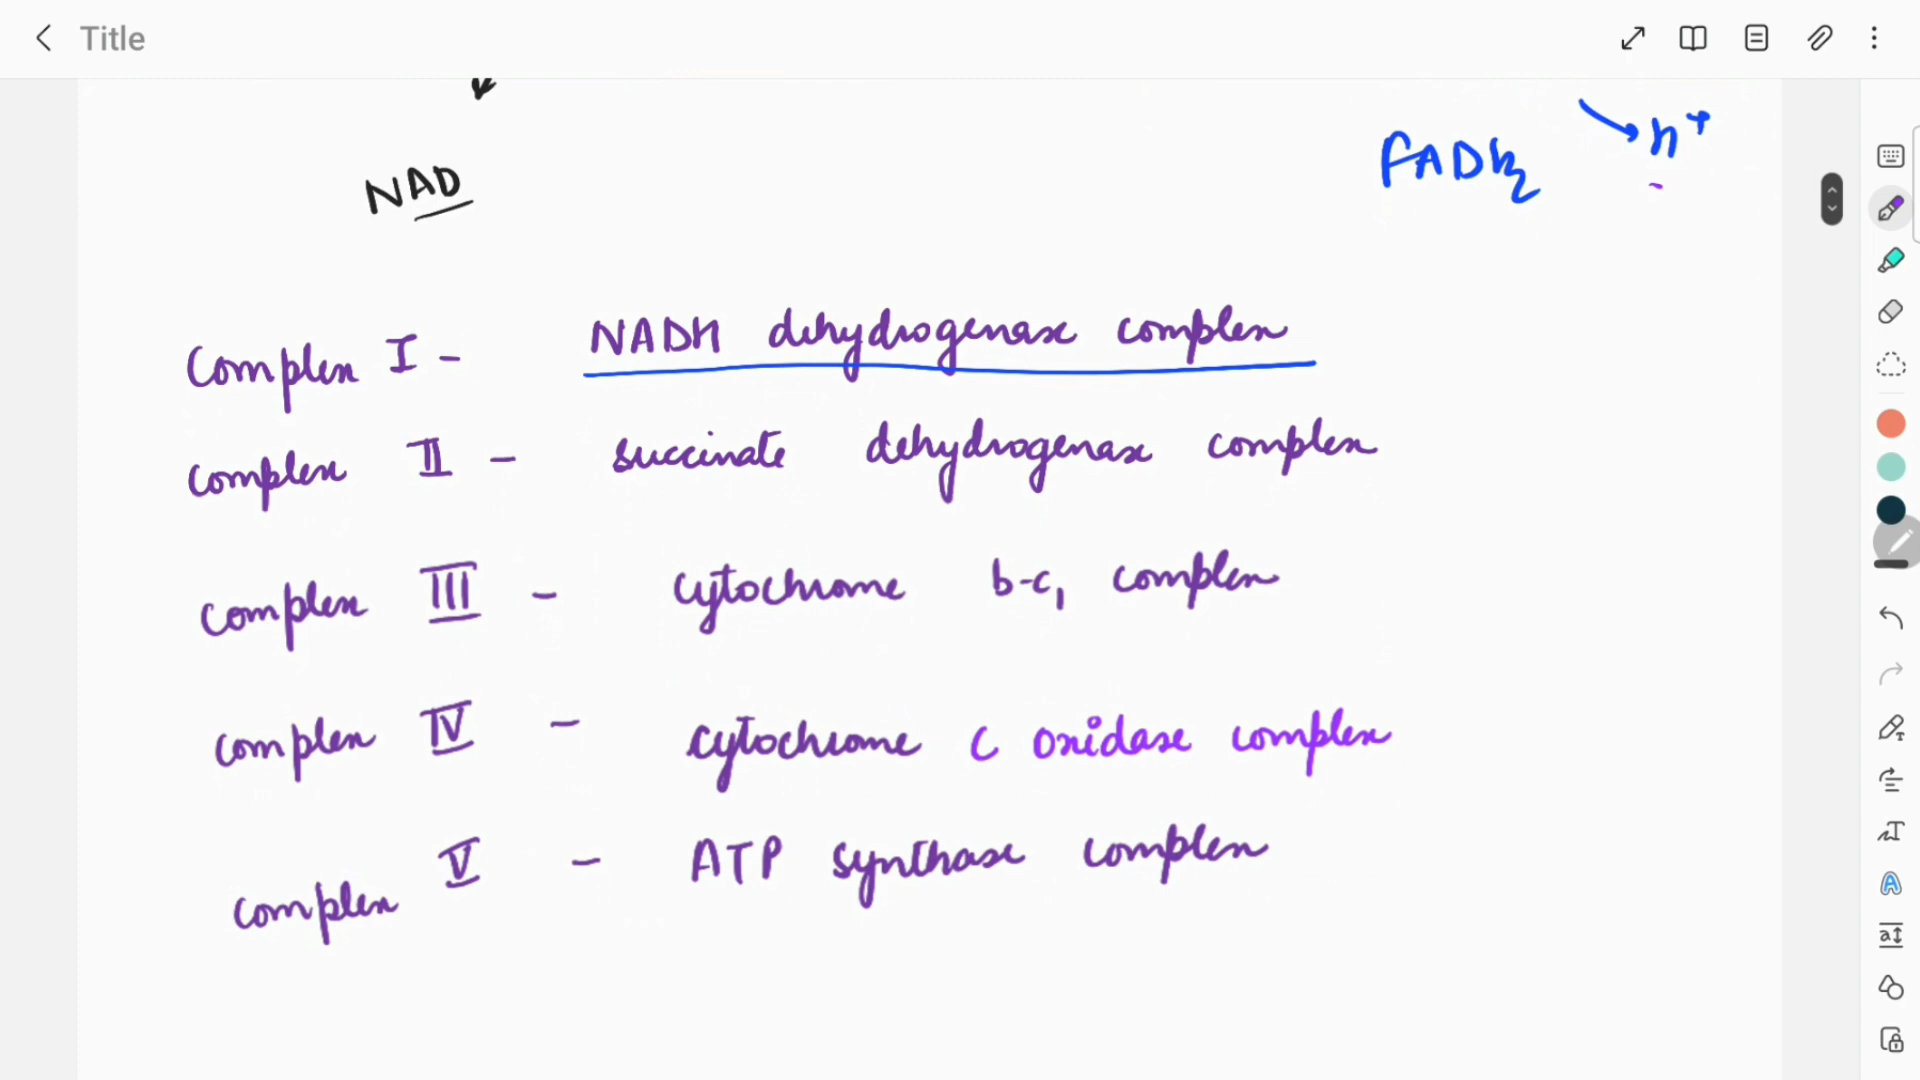 Title
FADH2
H+
NAD
Complex I - NADH dehydrogenase complex
complex II - succinate dehydrogenase complex
complex III - cytochrome b-c1 complex
complex IV - cytochrome c oxidase complex
complex V - ATP synthase complex